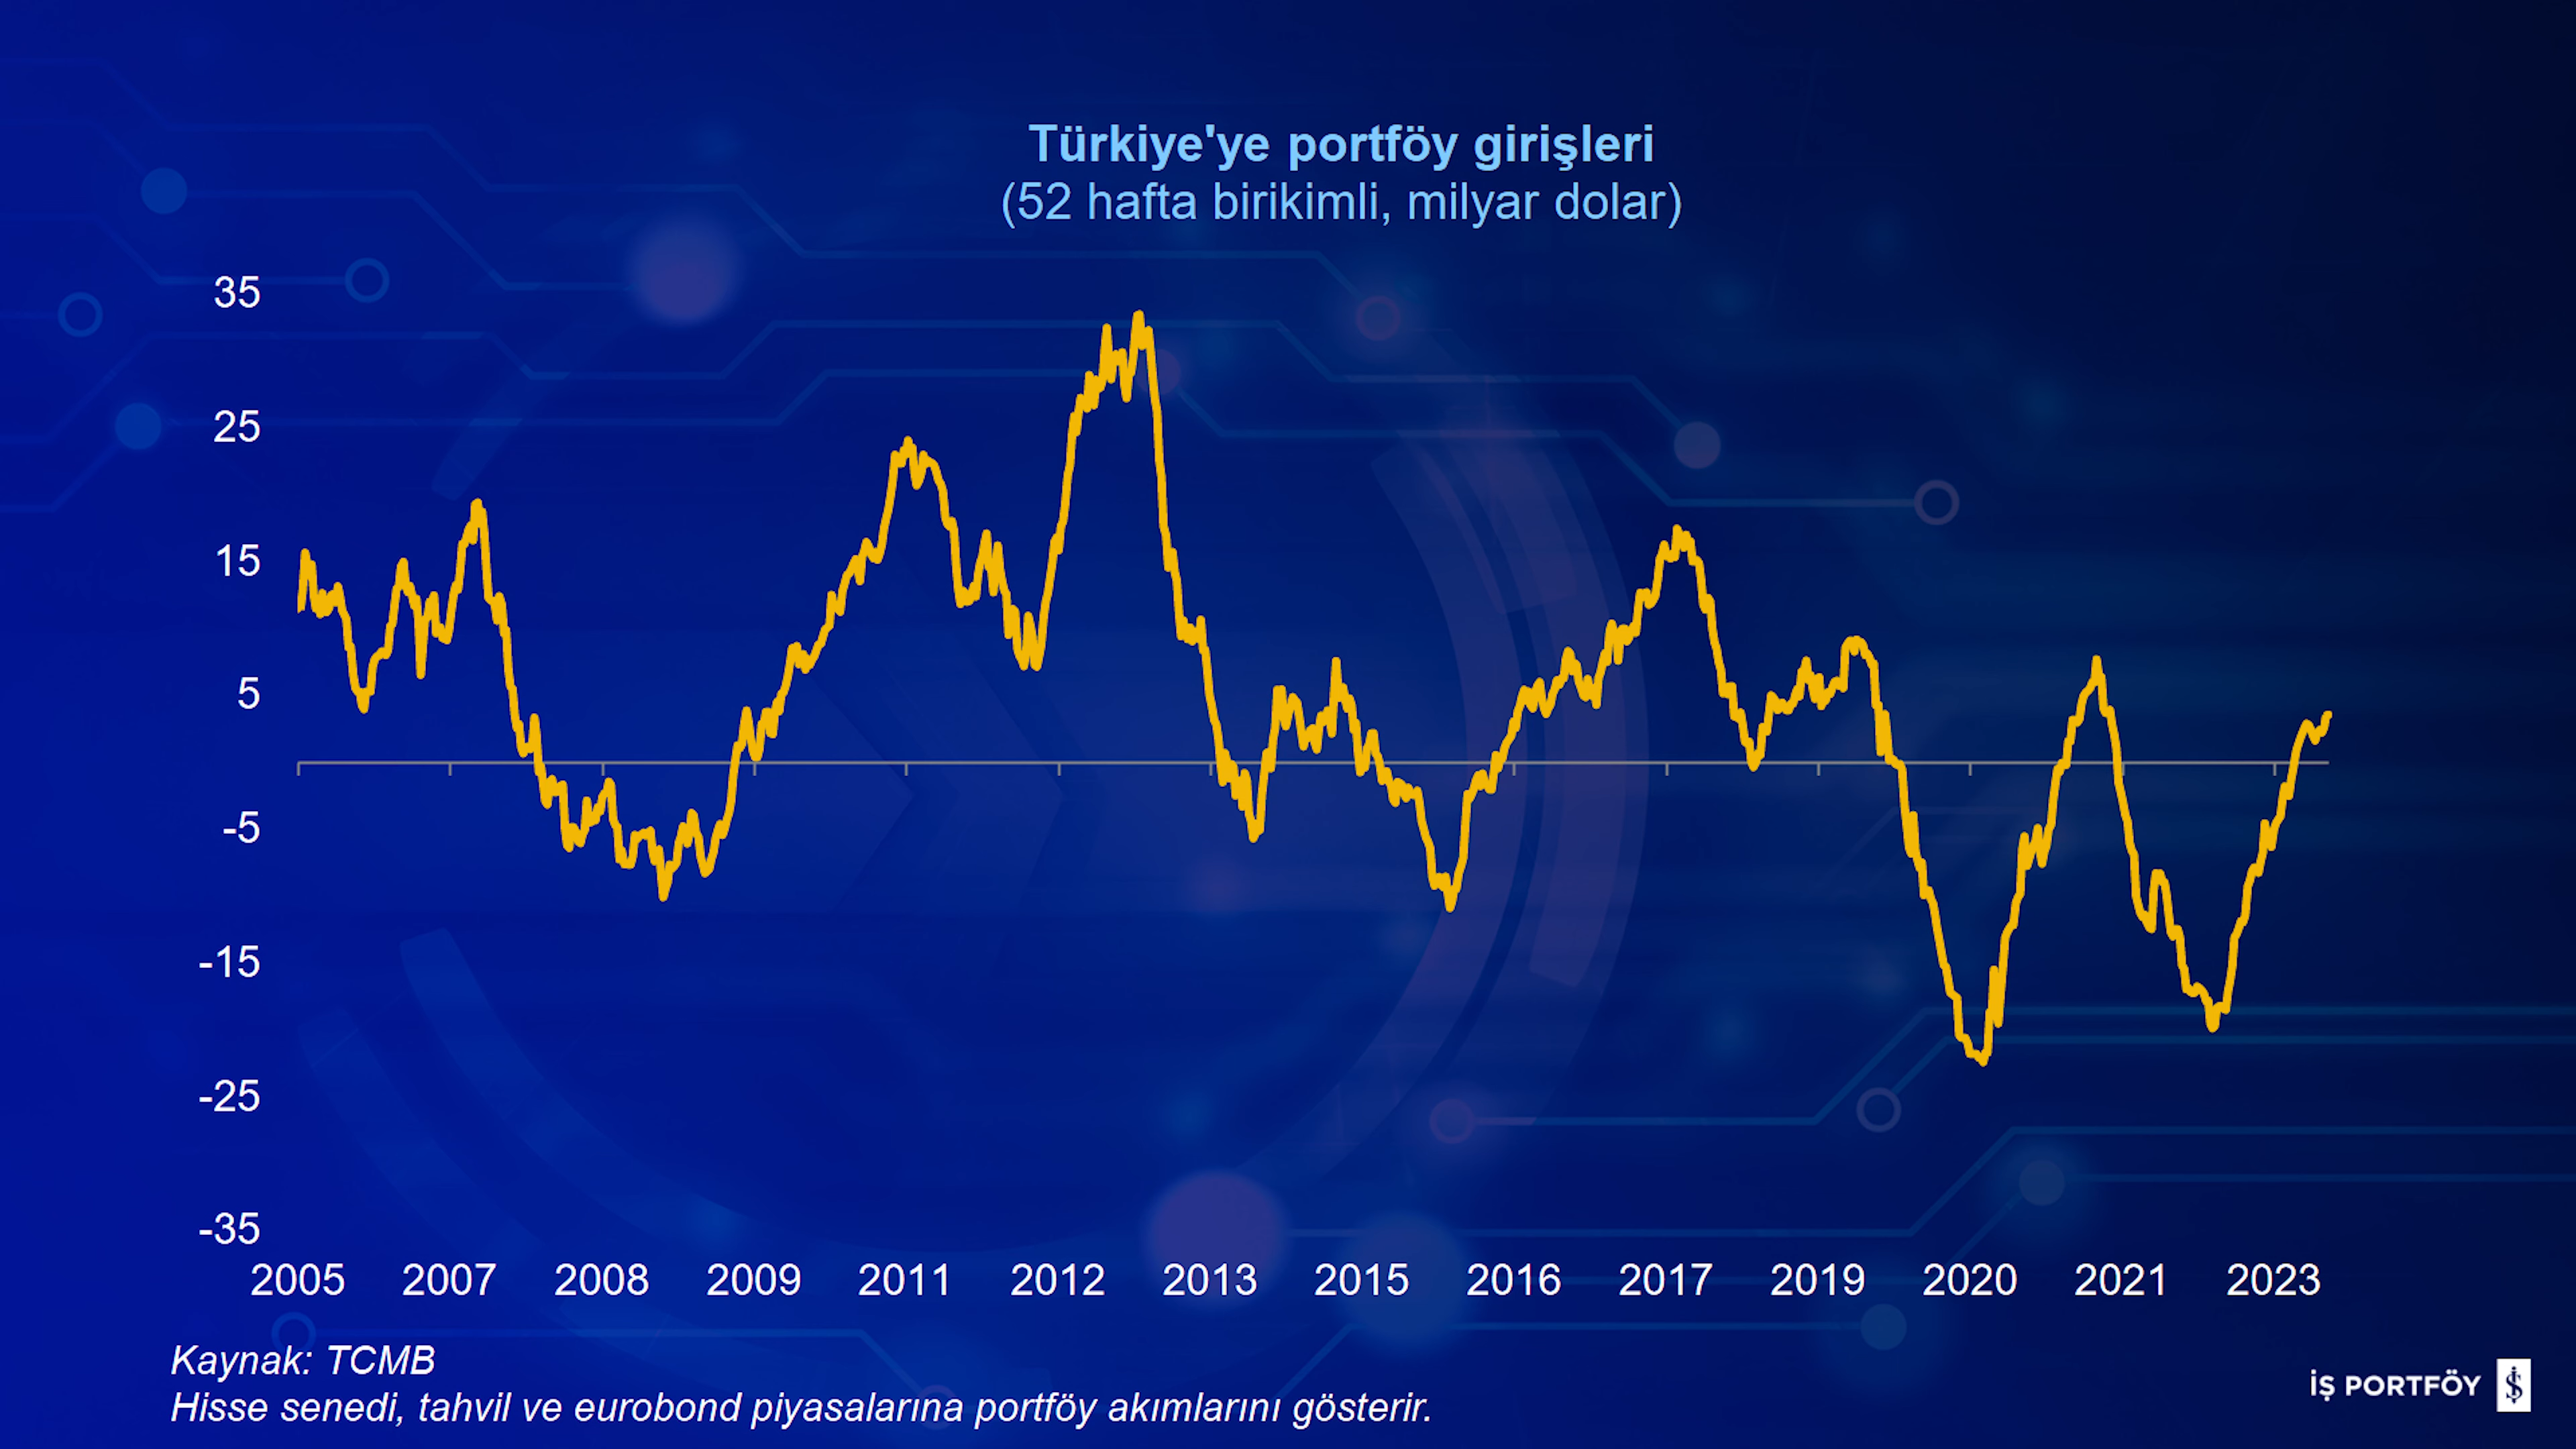 Türkiye'ye portföy girişleri
(52 hafta birikimli, milyar dolar)
35
25
15
5
-5
-15
-25
-35
2005 2007 2008 2009 2011 2012 2013 2015 2016 2017 2019 2020 2021 2023
Kaynak: TCMB
Hisse senedi, tahvil ve eurobond piyasalarına portföy akımlarını gösterir.
İŞ PORTFÖY